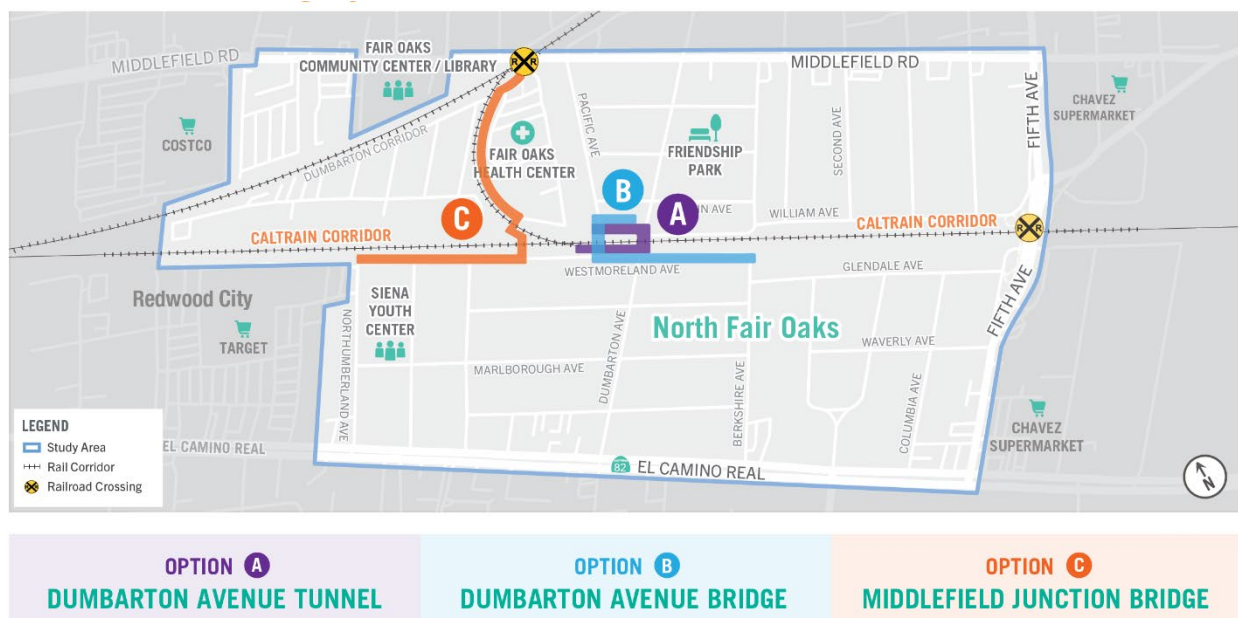 MIDDLEFIELD RD
FAIR OAKS
COMMUNITY CENTER / LIBRARY
R R
MIDDLEFIELD RD
COSTCO
DUMBARTON CORRIDOR
PACIFIC AVE
FAIR OAKS
HEALTH CENTER
FRIENDSHIP
PARK
SECOND AVE
FIFTH AVE
CHAVEZ
SUPERMARKET
B
A
C
N AVE
WILLIAM AVE
CALTRAIN CORRIDOR
CALTRAIN CORRIDOR
R R
WESTMORELAND AVE
GLENDALE AVE
Redwood City
TARGET
SIENA
YOUTH
CENTER
NORTHUMBERLAND AVE
MARLBOROUGH AVE
DUMBARTON AVE
North Fair Oaks
BERKSHIRE AVE
WAVERLY AVE
COLUMBIA AVE
FIFTH AVE
CHAVEZ
SUPERMARKET
LEGEND
Study Area
Rail Corridor
Railroad Crossing
EL CAMINO REAL
82 EL CAMINO REAL
N
OPTION A
DUMBARTON AVENUE TUNNEL
OPTION B
DUMBARTON AVENUE BRIDGE
OPTION C
MIDDLEFIELD JUNCTION BRIDGE